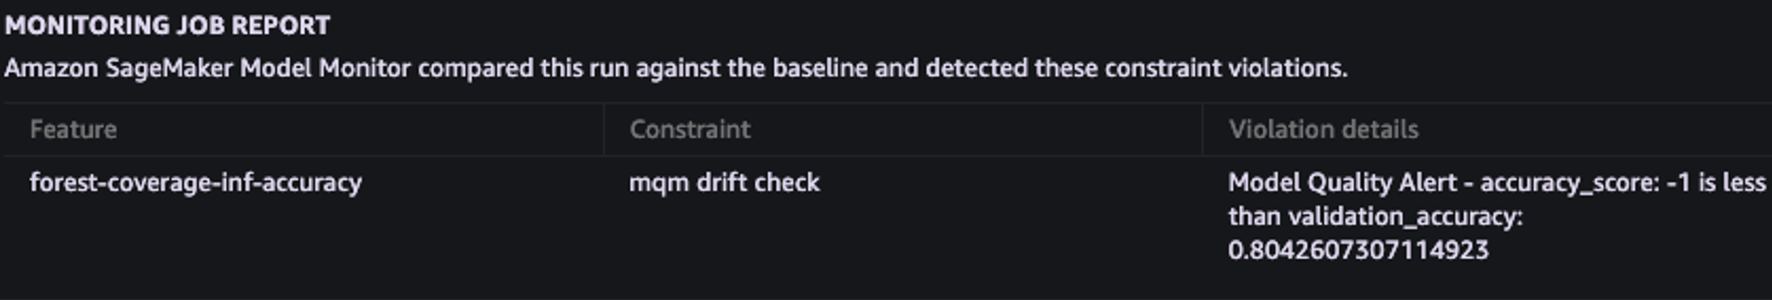 MONITORING JOB REPORT
Amazon SageMaker Model Monitor compared this run against the baseline and detected these constraint violations.
Feature Constraint Violation details
forest-coverage-inf-accuracy mqm drift check Model Quality Alert - accuracy_score: -1 is less
than validation_accuracy:
0.8042607307114923